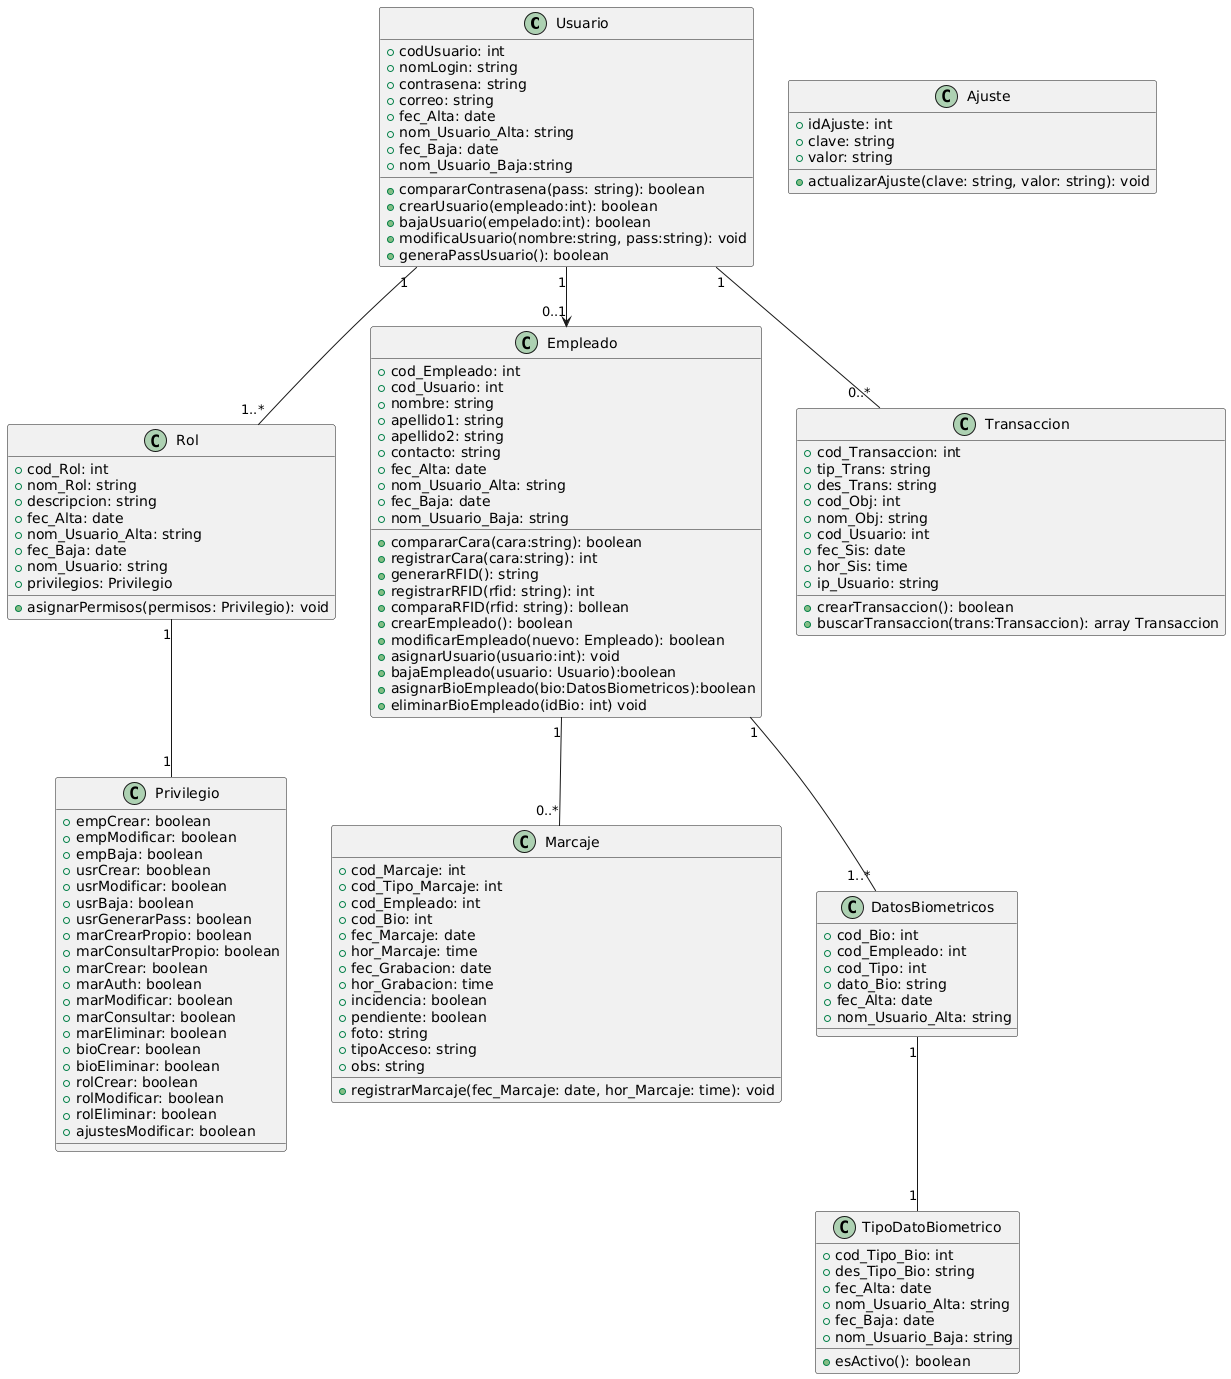 C Usuario
codUsuario: int
nomLogin: string
contrasena: string
correo: string
fec_Alta: date
nom_Usuario_Alta: string
fec_Baja: date
nom_Usuario_Baja:string
compararContrasena(pass: string): boolean
crearUsuario(empleado:int): boolean
bajaUsuario(empelado:int): boolean
modificaUsuario(nombre:string, pass:string): void
generaPassUsuario(): boolean
C Ajuste
idAjuste: int
clave: string
valor: string
actualizarAjuste(clave: string, valor: string): void
1
1
1
1..*
0..1
0..*
C Rol
cod_Rol: int
nom_Rol: string
descripcion: string
fec_Alta: date
nom_Usuario_Alta: string
fec_Baja: date
nom_Usuario: string
privilegios: Privilegio
asignarPermisos(permisos: Privilegio): void
C Empleado
cod_Empleado: int
cod_Usuario: int
nombre: string
apellido1: string
apellido2: string
contacto: string
fec_Alta: date
nom_Usuario_Alta: string
fec_Baja: date
nom_Usuario_Baja: string
compararCara(cara:string): boolean
registrarCara(cara:string): int
generarRFID(): string
registrarRFID(rfid: string): int
comparaRFID(rfid: string): bollean
crearEmpleado(): boolean
modificarEmpleado(nuevo: Empleado): boolean
asignarUsuario(usuario:int): void
bajaEmpleado(usuario: Usuario):boolean
asignarBioEmpleado(bio:DatosBiometricos):boolean
eliminarBioEmpleado(idBio: int) void
C Transaccion
cod_Transaccion: int
tip_Trans: string
des_Trans: string
cod_Obj: int
nom_Obj: string
cod_Usuario: int
fec_Sis: date
hor_Sis: time
ip_Usuario: string
crearTransaccion(): boolean
buscarTransaccion(trans:Transaccion): array Transaccion
1
1
1
1
0..*
1..*
C Privilegio
empCrear: boolean
empModificar: boolean
empBaja: boolean
usrCrear: booblean
usrModificar: boolean
usrBaja: boolean
usrGenerarPass: boolean
marCrearPropio: boolean
marConsultarPropio: boolean
marCrear: boolean
marAuth: boolean
marModificar: boolean
marConsultar: boolean
marEliminar: boolean
bioCrear: boolean
bioEliminar: boolean
rolCrear: boolean
rolModificar: boolean
rolEliminar: boolean
ajustesModificar: boolean
C Marcaje
cod_Marcaje: int
cod_Tipo_Marcaje: int
cod_Empleado: int
cod_Bio: int
fec_Marcaje: date
hor_Marcaje: time
fec_Grabacion: date
hor_Grabacion: time
incidencia: boolean
pendiente: boolean
foto: string
tipoAcceso: string
obs: string
registrarMarcaje(fec_Marcaje: date, hor_Marcaje: time): void
C DatosBiometricos
cod_Bio: int
cod_Empleado: int
cod_Tipo: int
dato_Bio: string
fec_Alta: date
nom_Usuario_Alta: string
1
1
C TipoDatoBiometrico
cod_Tipo_Bio: int
des_Tipo_Bio: string
fec_Alta: date
nom_Usuario_Alta: string
fec_Baja: date
nom_Usuario_Baja: string
esActivo(): boolean